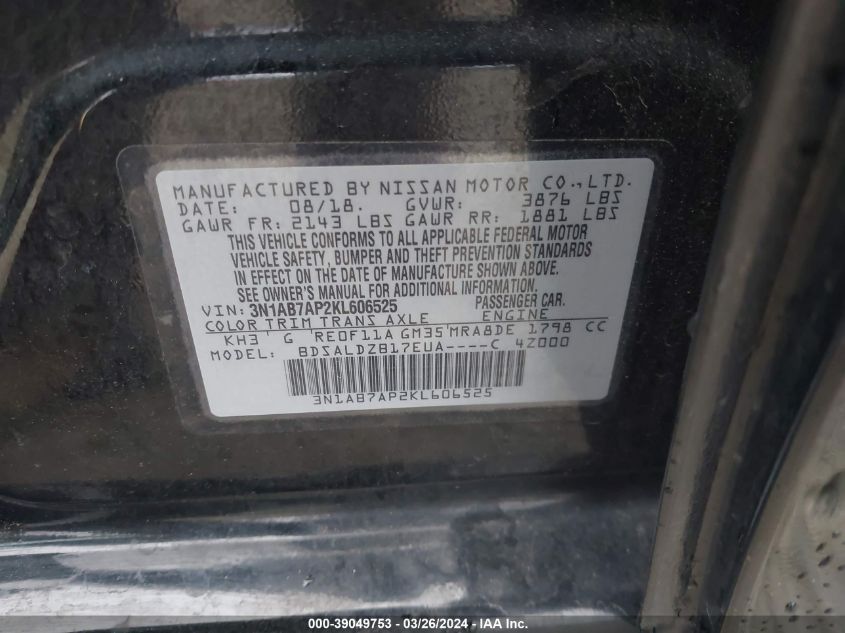 MANUFACTURED BY NISSAN MOTOR CO.,LTD.
DATE: 08/18. GVWR: 3876 LBS
GAWR FR: 2143 LBS GAWR RR: 1881 LBS
THIS VEHICLE CONFORMS TO ALL APPLICABLE FEDERAL MOTOR
VEHICLE SAFETY, BUMPER AND THEFT PREVENTION STANDARDS
IN EFFECT ON THE DATE OF MANUFACTURE SHOWN ABOVE.
SEE OWNER'S MANUAL FOR ADDITIONAL INFORMATION.
VIN: 3N1AB7AP2KL606525 PASSENGER CAR.
COLOR TRIM TRANS AXLE ENGINE
KH3 G RE0F11A GM35 MRA8DE 1798 CC
MODEL: BDSALDZB17EUA----C 4Z000
3N1AB7AP2KL606525
000-39049753 - 03/26/2024 - IAA Inc.